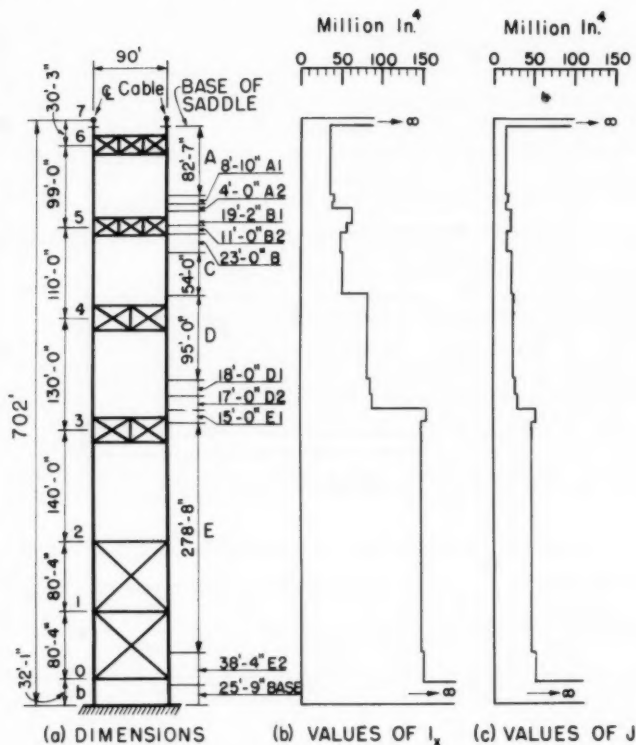 Million In.⁴
0 50 100 150
Million In.⁴
0 50 100
90'
℄ Cable
BASE OF
SADDLE
30'-3"
7
6
99'-0"
5
110'-0"
4
130'-0"
3
140'-0"
2
80'-4"
1
80'-4"
0
32'-1"
b
702'
82'-7"
A
8'-10" A1
4'-0" A2
19'-2" B1
11'-0" B2
23'-0" B
54'-0"
C
95'-0"
D
18'-0" D1
17'-0" D2
15'-0" E1
278'-8"
E
38'-4" E2
25'-9" BASE
∞
∞
∞
∞
(a) DIMENSIONS
(b) VALUES OF Iₓ
(c) VALUES OF J